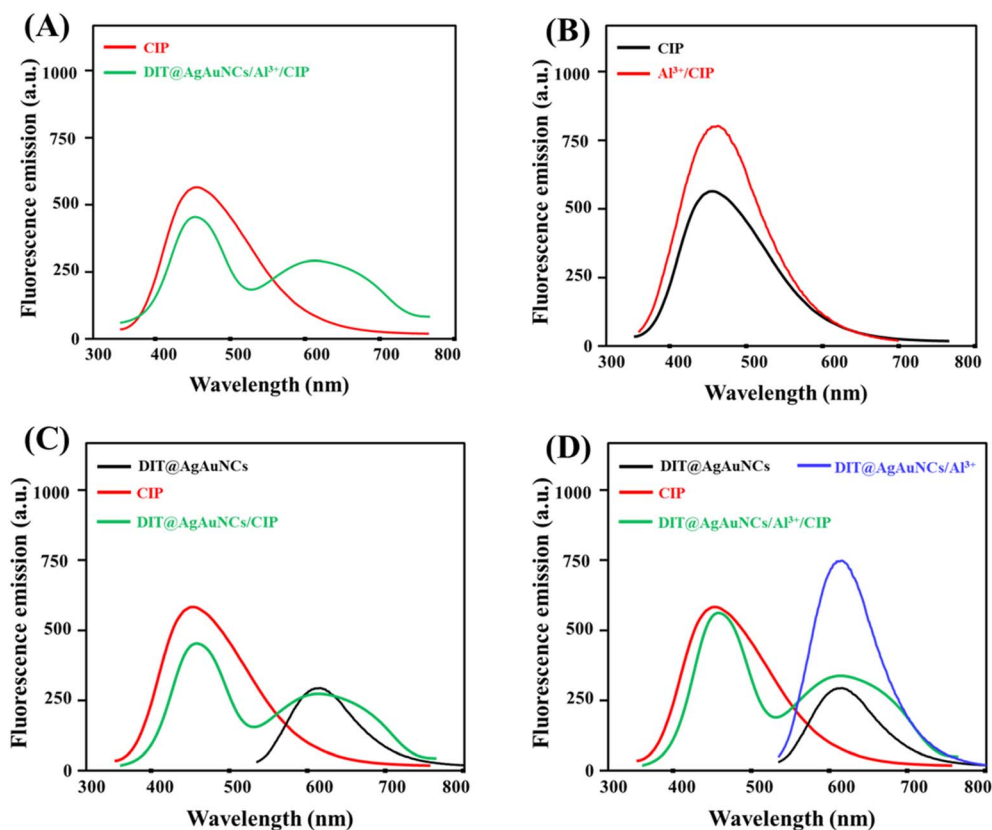 (A)
CIP
DIT@AgAuNCs/Al³⁺/CIP
Fluorescence emission (a.u.)
1000
750
500
250
0
300 400 500 600 700 800
Wavelength (nm)
(B)
CIP
Al³⁺/CIP
Fluorescence emission (a.u.)
1000
750
500
250
0
300 400 500 600 700 800
Wavelength (nm)
(C)
DIT@AgAuNCs
CIP
DIT@AgAuNCs/CIP
Fluorescence emission (a.u.)
1000
750
500
250
0
300 400 500 600 700 800
Wavelength (nm)
(D)
DIT@AgAuNCs DIT@AgAuNCs/Al³⁺
CIP
DIT@AgAuNCs/Al³⁺/CIP
Fluorescence emission (a.u.)
1000
750
500
250
0
300 400 500 600 700 800
Wavelength (nm)